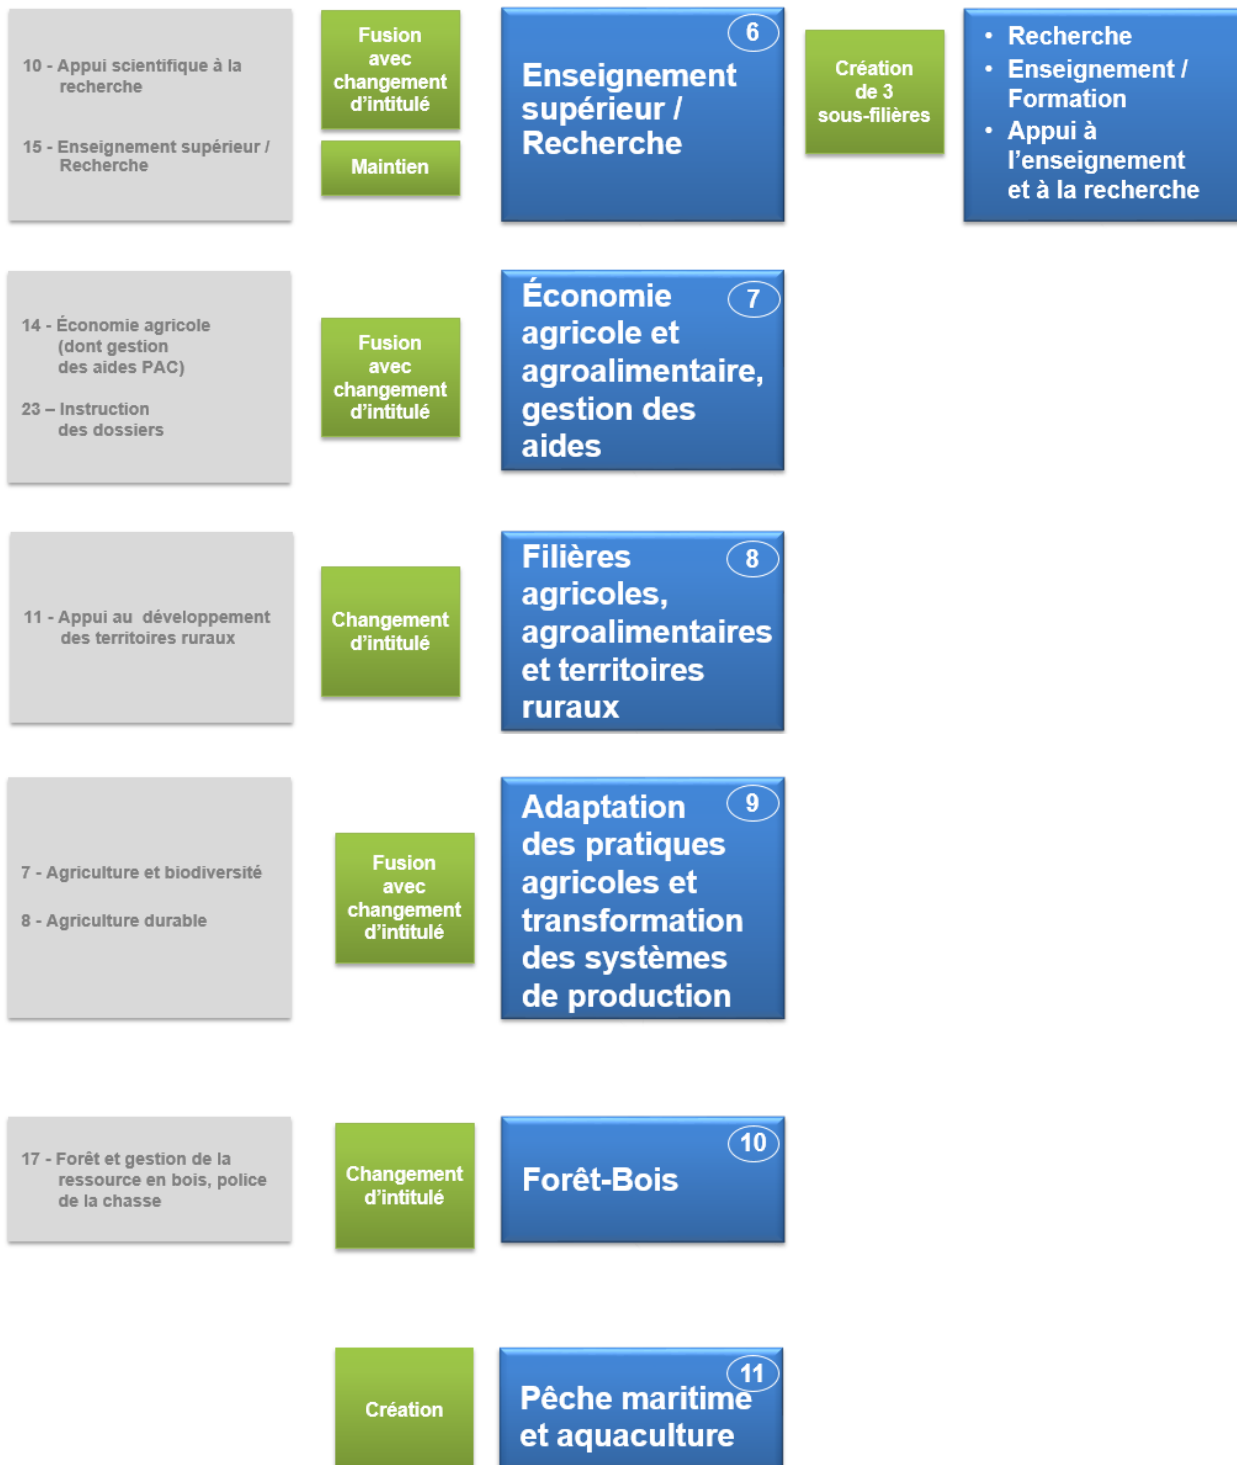 10 - Appui scientifique à la
recherche
15 - Enseignement supérieur /
Recherche
Fusion
avec
changement
d'intitulé
Maintien
6
Enseignement
supérieur /
Recherche
Création
de 3
sous-filières
• Recherche
• Enseignement /
Formation
• Appui à
l'enseignement
et à la recherche
14 - Économie agricole
(dont gestion
des aides PAC)
23 – Instruction
des dossiers
Fusion
avec
changement
d'intitulé
7
Économie
agricole et
agroalimentaire,
gestion des
aides
11 - Appui au développement
des territoires ruraux
Changement
d'intitulé
8
Filières
agricoles,
agroalimentaires
et territoires
ruraux
7 - Agriculture et biodiversité
8 - Agriculture durable
Fusion
avec
changement
d'intitulé
9
Adaptation
des pratiques
agricoles et
transformation
des systèmes
de production
17 - Forêt et gestion de la
ressource en bois, police
de la chasse
Changement
d'intitulé
10
Forêt-Bois
Création
11
Pêche maritime
et aquaculture